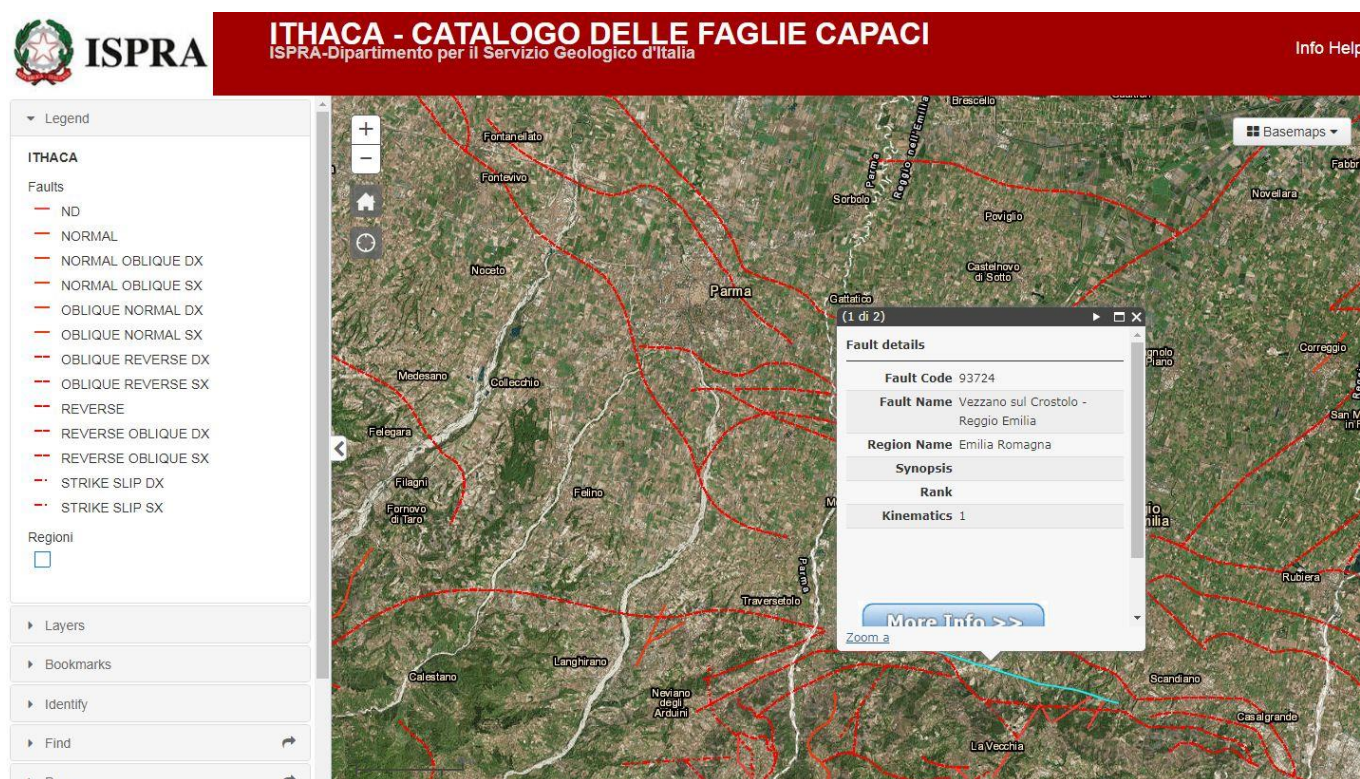 ISPRA
ITHACA - CATALOGO DELLE FAGLIE CAPACI
ISPRA-Dipartimento per il Servizio Geologico d'Italia
Info Help
Legend
ITHACA
Faults
ND
NORMAL
NORMAL OBLIQUE DX
NORMAL OBLIQUE SX
OBLIQUE NORMAL DX
OBLIQUE NORMAL SX
OBLIQUE REVERSE DX
OBLIQUE REVERSE SX
REVERSE
REVERSE OBLIQUE DX
REVERSE OBLIQUE SX
STRIKE SLIP DX
STRIKE SLIP SX
Regioni
Layers
Bookmarks
Identify
Find
+
−
Basemaps
Brescello
Fontanellato
Fontevivo
Parma
Reggio nell'Emilia
Sorbolo
Poviglio
Novellara
Noceto
Parma
Castelnovo
di Sotto
Gattatico
Correggio
Medesano
Collecchio
Felegara
Filagni
Fornovo
di Taro
Felino
Rubiera
Parma
Traversetolo
Langhirano
Calestano
Neviano
degli
Arduini
Scandiano
Casalgrande
La Vecchia
(1 di 2)
Fault details
Fault Code 93724
Fault Name Vezzano sul Crostolo -
Reggio Emilia
Region Name Emilia Romagna
Synopsis
Rank
Kinematics 1
More Info >>
Zoom a